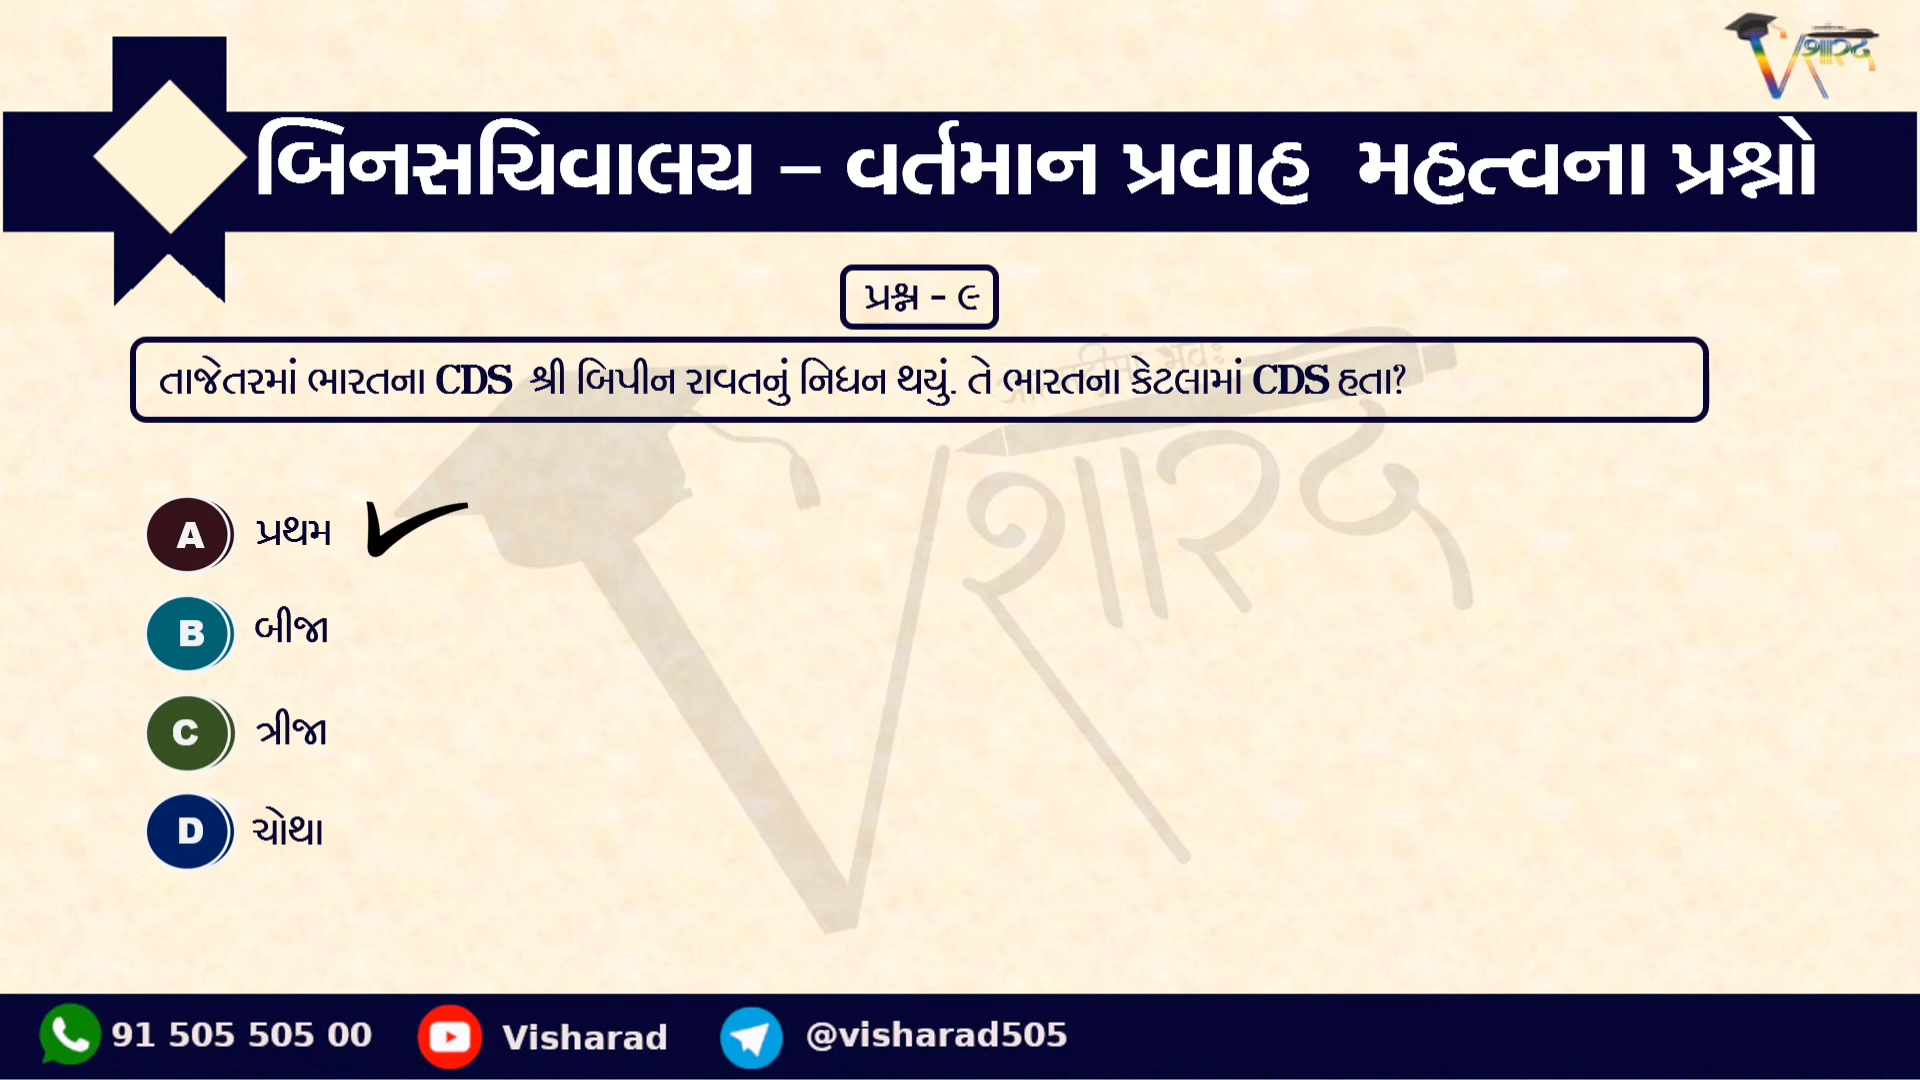 વિશારદ
બિનસચિવાલય – વર્તમાન પ્રવાહ મહત્વના પ્રશ્નો
પ્રશ્ન - ૯
તાજેતરમાં ભારતના CDS શ્રી બિપીન રાવતનું નિધન થયું. તે ભારતના કેટલામાં CDS હતા?
A પ્રથમ
B બીજા
C ત્રીજા
D ચોથા
91 505 505 00 Visharad @visharad505